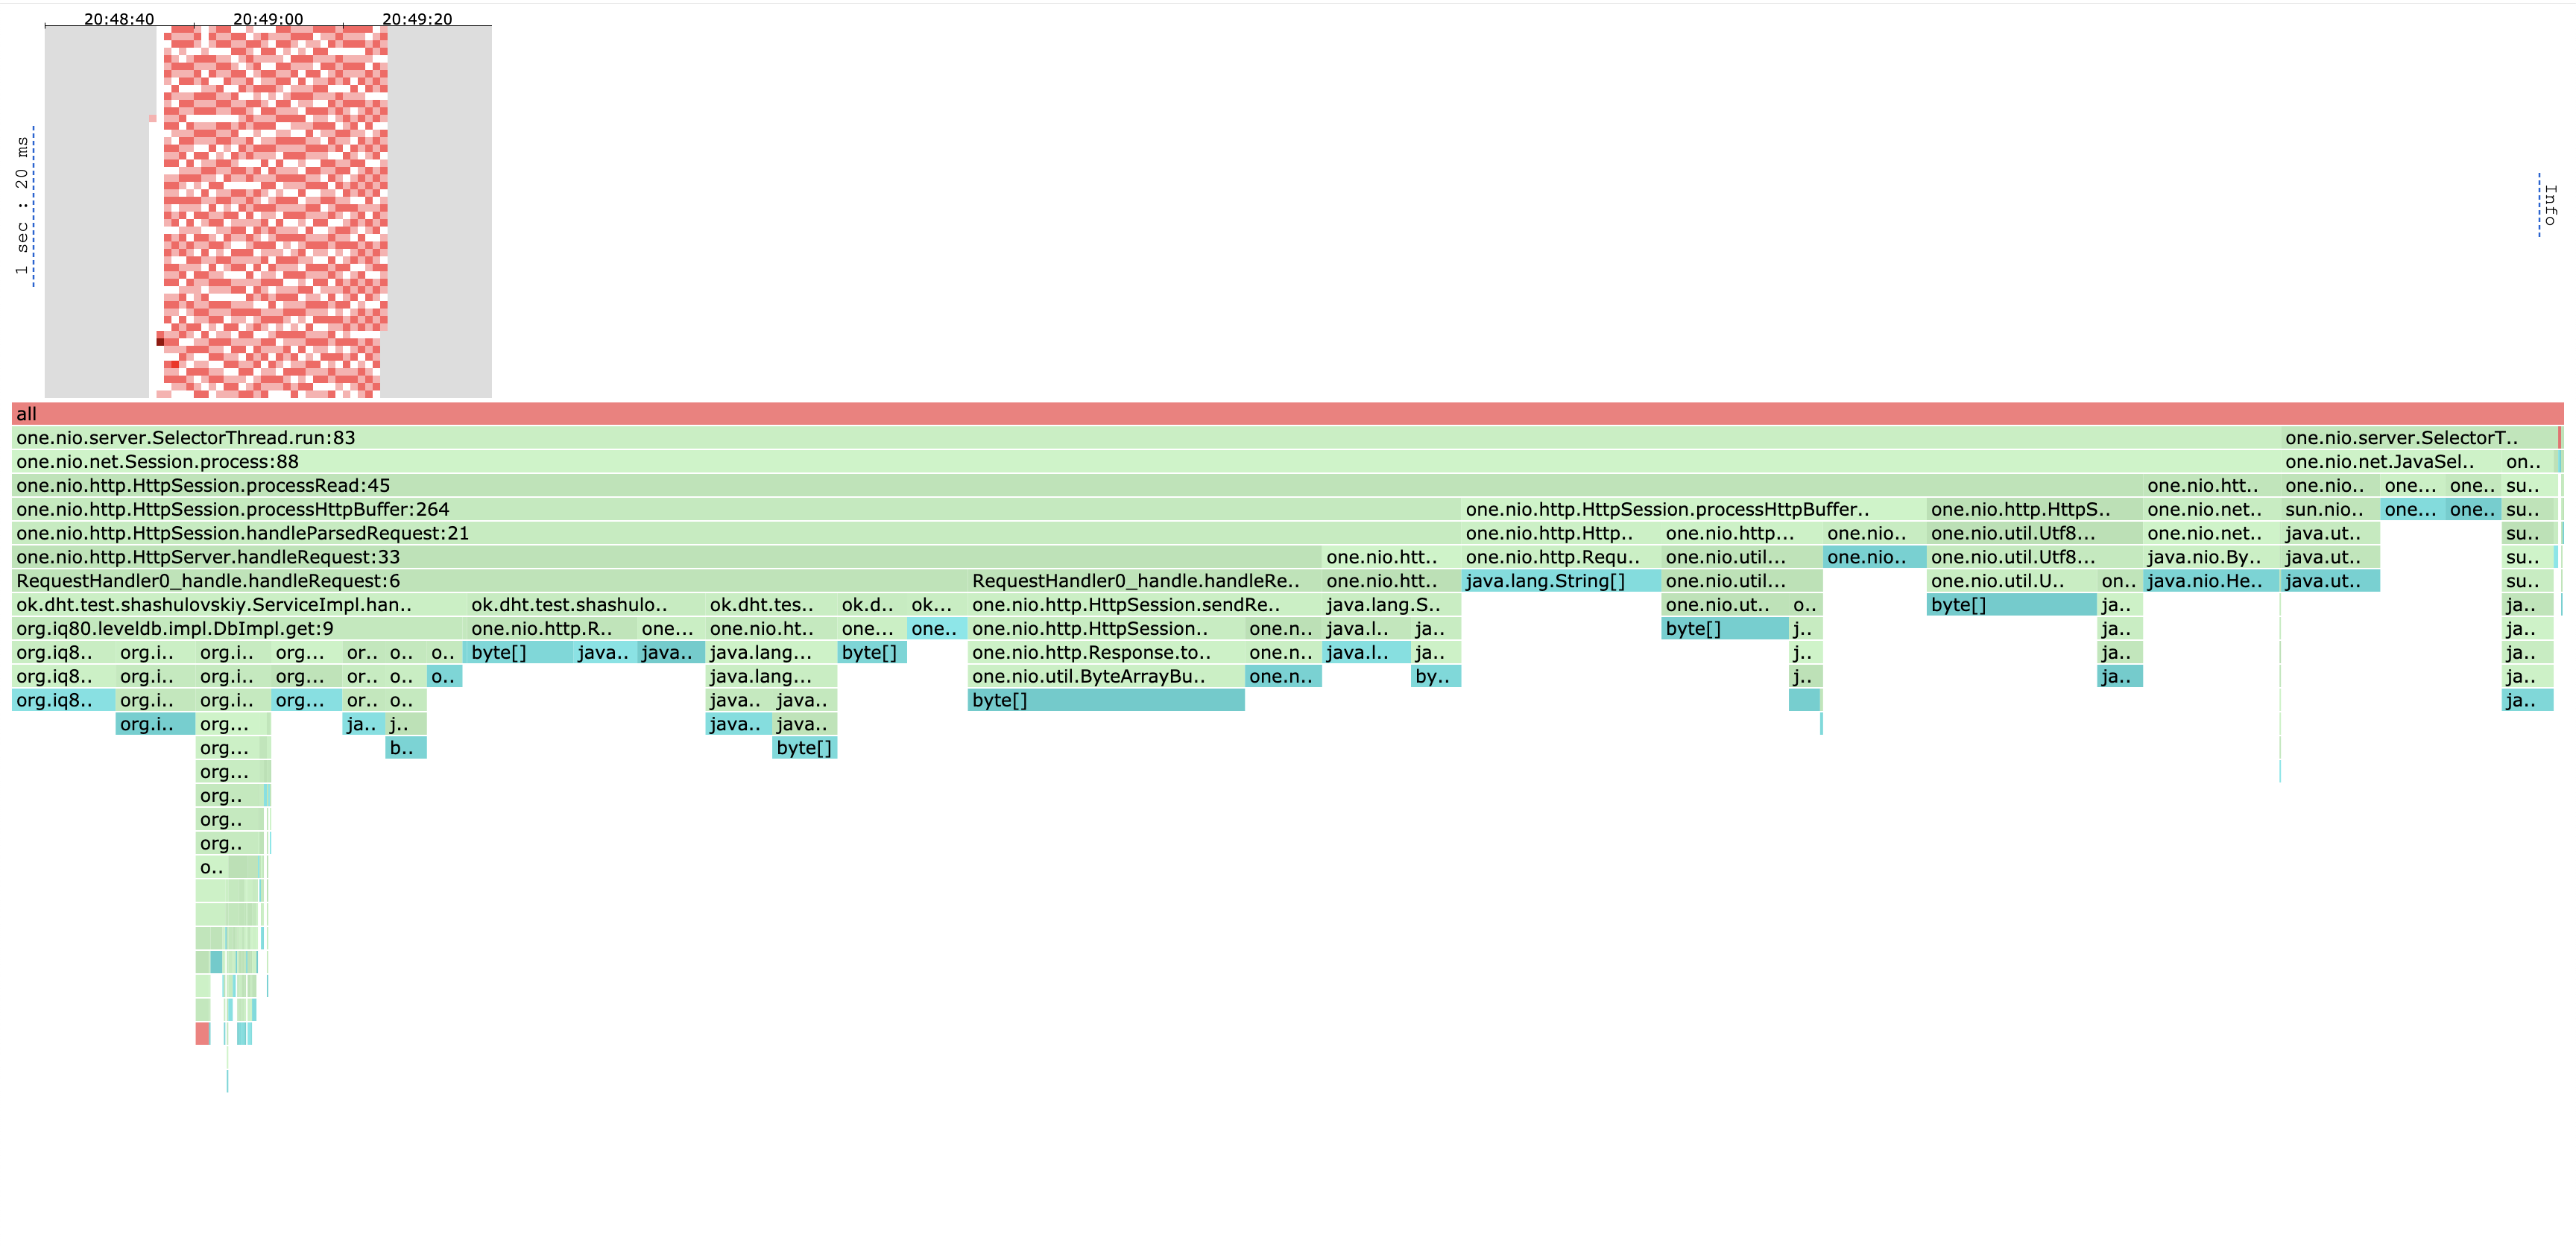 20:48:40 20:49:00 20:49:20
1 sec : 20 ms
Info
all
one.nio.server.SelectorThread.run:83 one.nio.server.SelectorT..
one.nio.net.Session.process:88 one.nio.net.JavaSel.. on..
one.nio.http.HttpSession.processRead:45 one.nio.htt.. one.nio.. one... one.. su..
one.nio.http.HttpSession.processHttpBuffer:264 one.nio.http.HttpSession.processHttpBuffer.. one.nio.http.HttpS.. one.nio.net.. sun.nio.. one... one.. su..
one.nio.http.HttpSession.handleParsedRequest:21 one.nio.http.Http.. one.nio.http... one.nio.. one.nio.util.Utf8... one.nio.net.. java.ut.. su..
one.nio.http.HttpServer.handleRequest:33 one.nio.htt.. one.nio.http.Requ.. one.nio.util... one.nio.. one.nio.util.Utf8... java.nio.By.. java.ut.. su..
RequestHandler0_handle.handleRequest:6 RequestHandler0_handle.handleRe.. one.nio.htt.. java.lang.String[] one.nio.util... one.nio.util.U.. on.. java.nio.He.. java.ut.. su..
ok.dht.test.shashulovskiy.ServiceImpl.han.. ok.dht.test.shashulo.. ok.dht.tes.. ok.d.. ok... one.nio.http.HttpSession.sendRe.. java.lang.S.. one.nio.ut.. o.. byte[] ja.. ja..
org.iq80.leveldb.impl.DbImpl.get:9 one.nio.http.R.. one... one.nio.ht.. one... one.. one.nio.http.HttpSession.. one.n.. java.l.. ja.. byte[] j.. ja.. ja..
org.iq8.. org.i.. org.i.. org... or.. o.. o.. byte[] java.. java.. java.lang... byte[] one.nio.http.Response.to.. one.n.. java.l.. ja.. j.. ja.. ja..
org.iq8.. org.i.. org.i.. org... or.. o.. o.. java.lang... one.nio.util.ByteArrayBu.. one.n.. by.. j.. ja.. ja..
org.iq8.. org.i.. org.i.. org... or.. o.. java.. java.. byte[] ja..
org.i.. org... ja.. j.. java.. java..
org... b.. byte[]
org...
org..
org..
org..
o..